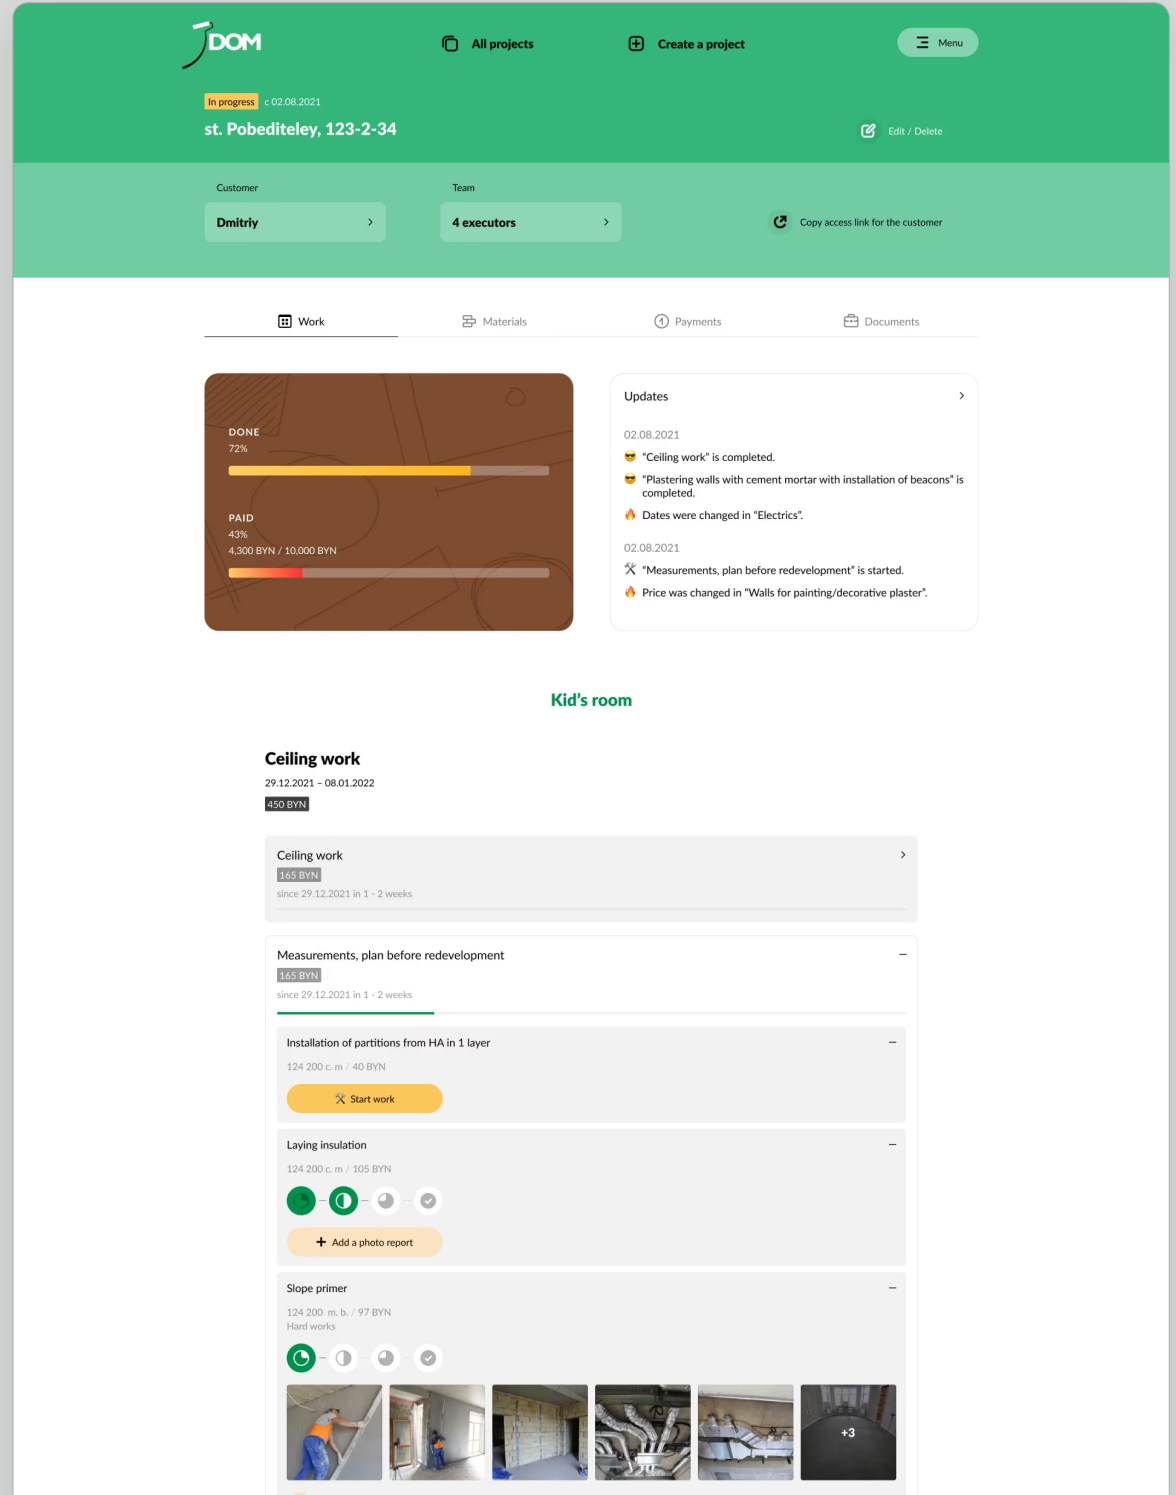 DOM
All projects
Create a project
Menu
In progress
c 02.08.2021
st. Pobediteley, 123-2-34
Edit / Delete
Customer
Team
Dmitriy
4 executors
Copy access link for the customer
Work
Materials
Payments
Documents
DONE
72%
PAID
43%
4,300 BYN / 10,000 BYN
Updates
02.08.2021
“Ceiling work” is completed.
“Plastering walls with cement mortar with installation of beacons” is
completed.
Dates were changed in “Electrics”.
02.08.2021
“Measurements, plan before redevelopment” is started.
Price was changed in “Walls for painting/decorative plaster”.
Kid’s room
Ceiling work
29.12.2021 – 08.01.2022
450 BYN
Ceiling work
165 BYN
since 29.12.2021 in 1 - 2 weeks
Measurements, plan before redevelopment
165 BYN
since 29.12.2021 in 1 - 2 weeks
Installation of partitions from HA in 1 layer
124 200 c. m / 40 BYN
Start work
Laying insulation
124 200 c. m / 105 BYN
Add a photo report
Slope primer
124 200 m. b. / 97 BYN
Hard works
+3